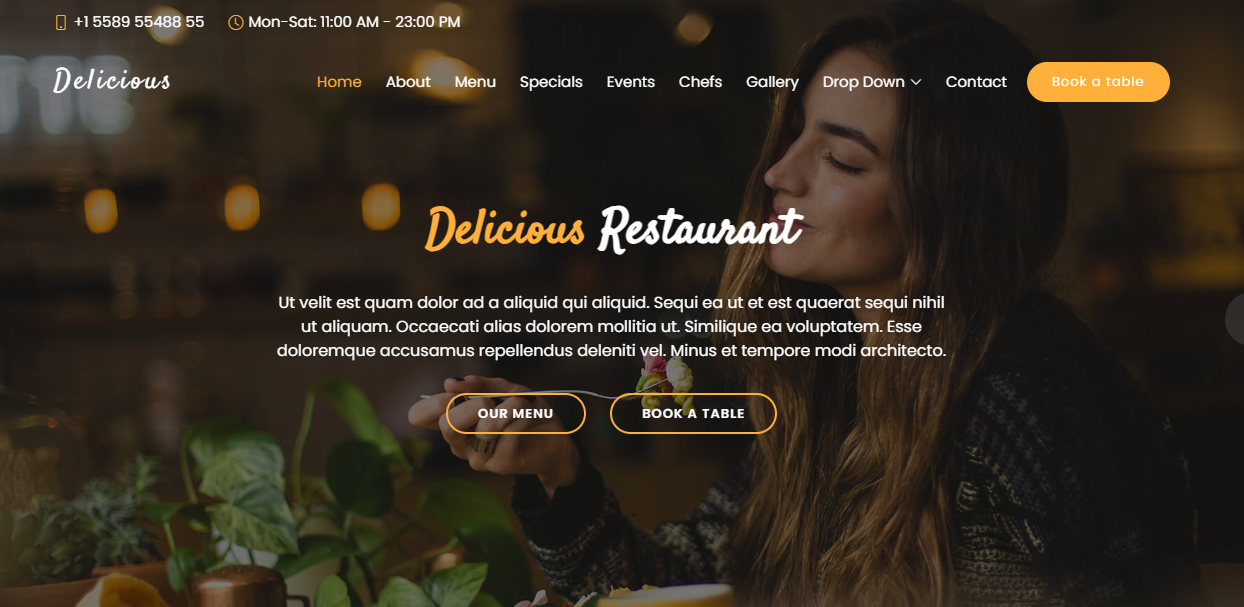 +1 5589 55488 55 Mon-Sat: 11:00 AM - 23:00 PM
Delicious Home About Menu Specials Events Chefs Gallery Drop Down Contact Book a table
Delicious Restaurant
Ut velit est quam dolor ad a aliquid qui aliquid. Sequi ea ut et est quaerat sequi nihil
ut aliquam. Occaecati alias dolorem mollitia ut. Similique ea voluptatem. Esse
doloremque accusamus repellendus deleniti vel. Minus et tempore modi architecto.
OUR MENU BOOK A TABLE